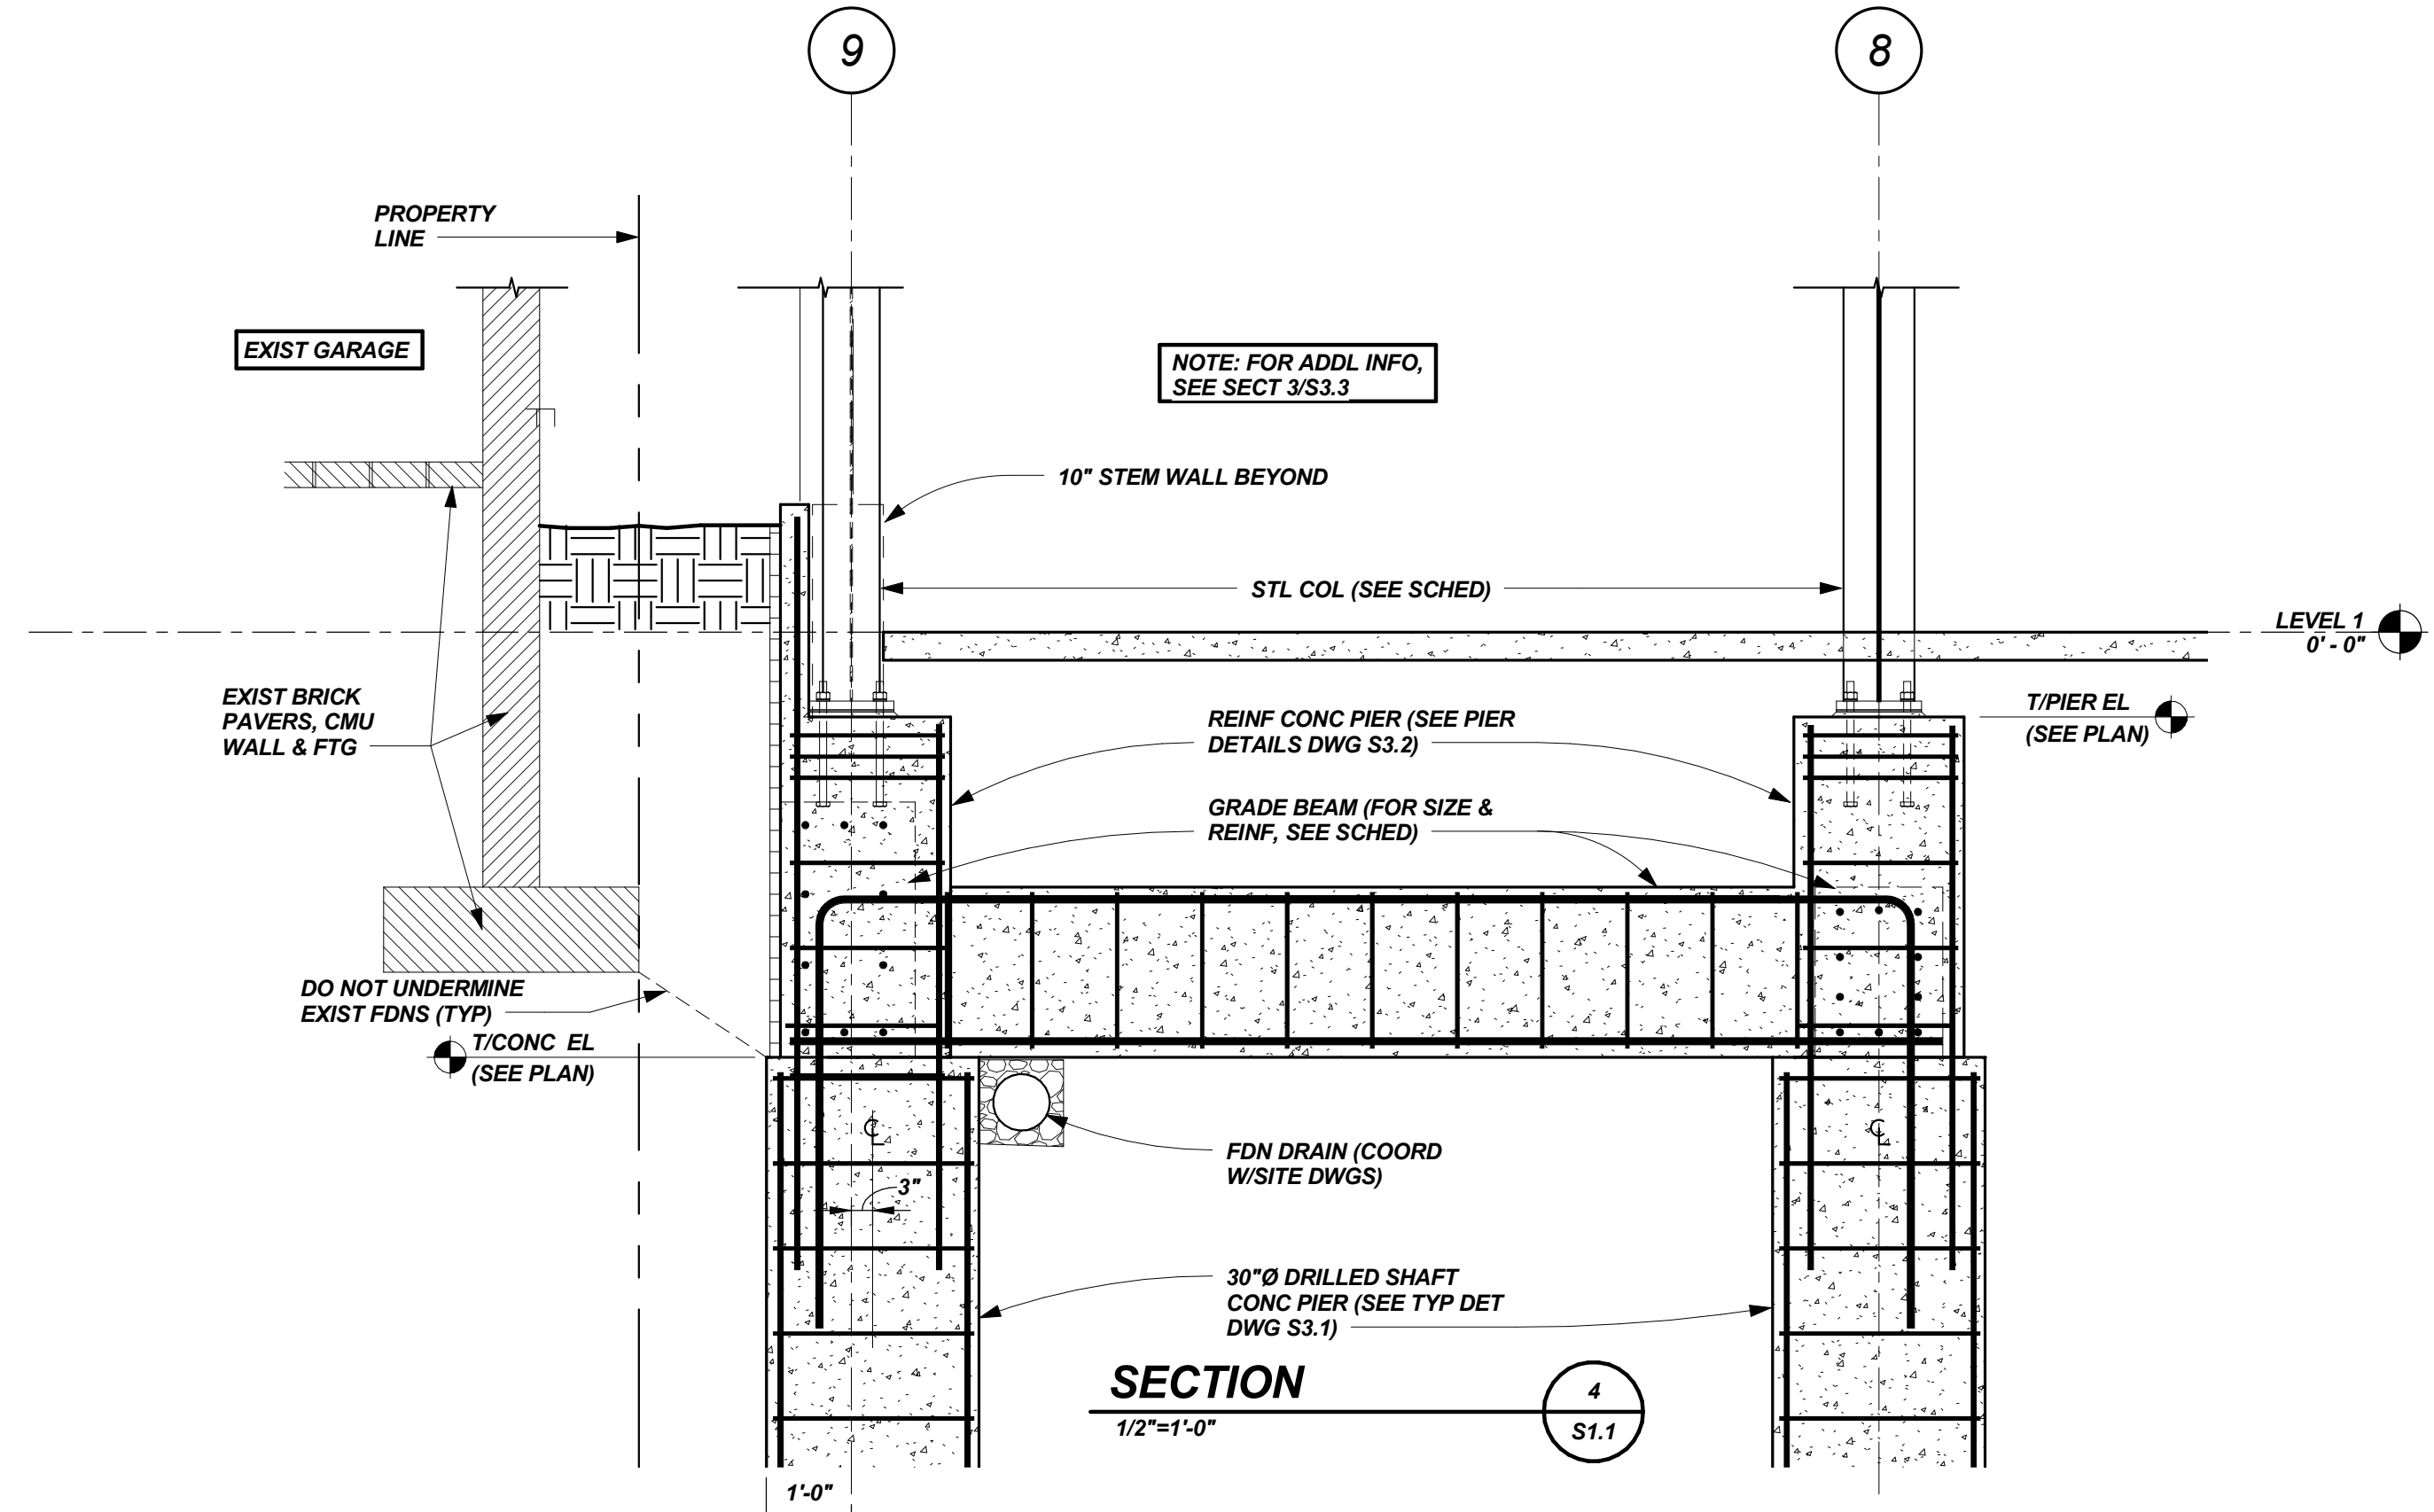 9
8
PROPERTY
LINE
EXIST GARAGE
NOTE: FOR ADDL INFO,
SEE SECT 3/S3.3
10" STEM WALL BEYOND
STL COL (SEE SCHED)
LEVEL 1
0' - 0"
EXIST BRICK
PAVERS, CMU
WALL & FTG
REINF CONC PIER (SEE PIER
DETAILS DWG S3.2)
T/PIER EL
(SEE PLAN)
GRADE BEAM (FOR SIZE &
REINF, SEE SCHED)
DO NOT UNDERMINE
EXIST FDNS (TYP)
T/CONC EL
(SEE PLAN)
℄
℄
FDN DRAIN (COORD
W/SITE DWGS)
3"
30"Ø DRILLED SHAFT
CONC PIER (SEE TYP DET
DWG S3.1)
SECTION
1/2"=1'-0"
4
S1.1
1'-0"